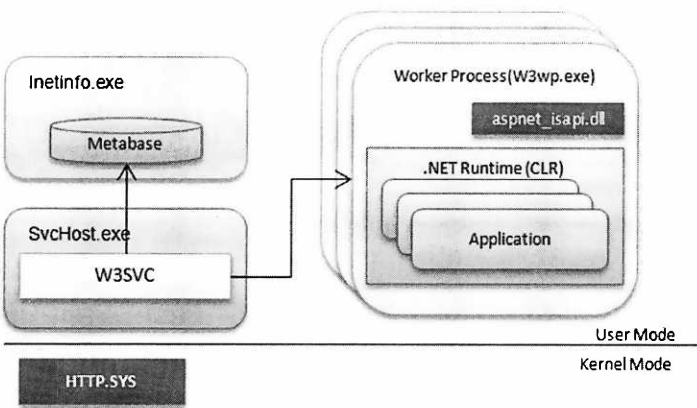 Inetinfo.exe
Metabase
SvcHost.exe
W3SVC
Worker Process(W3wp.exe)
aspnet_isapi.dll
.NET Runtime (CLR)
Application
User Mode
Kernel Mode
HTTP.SYS